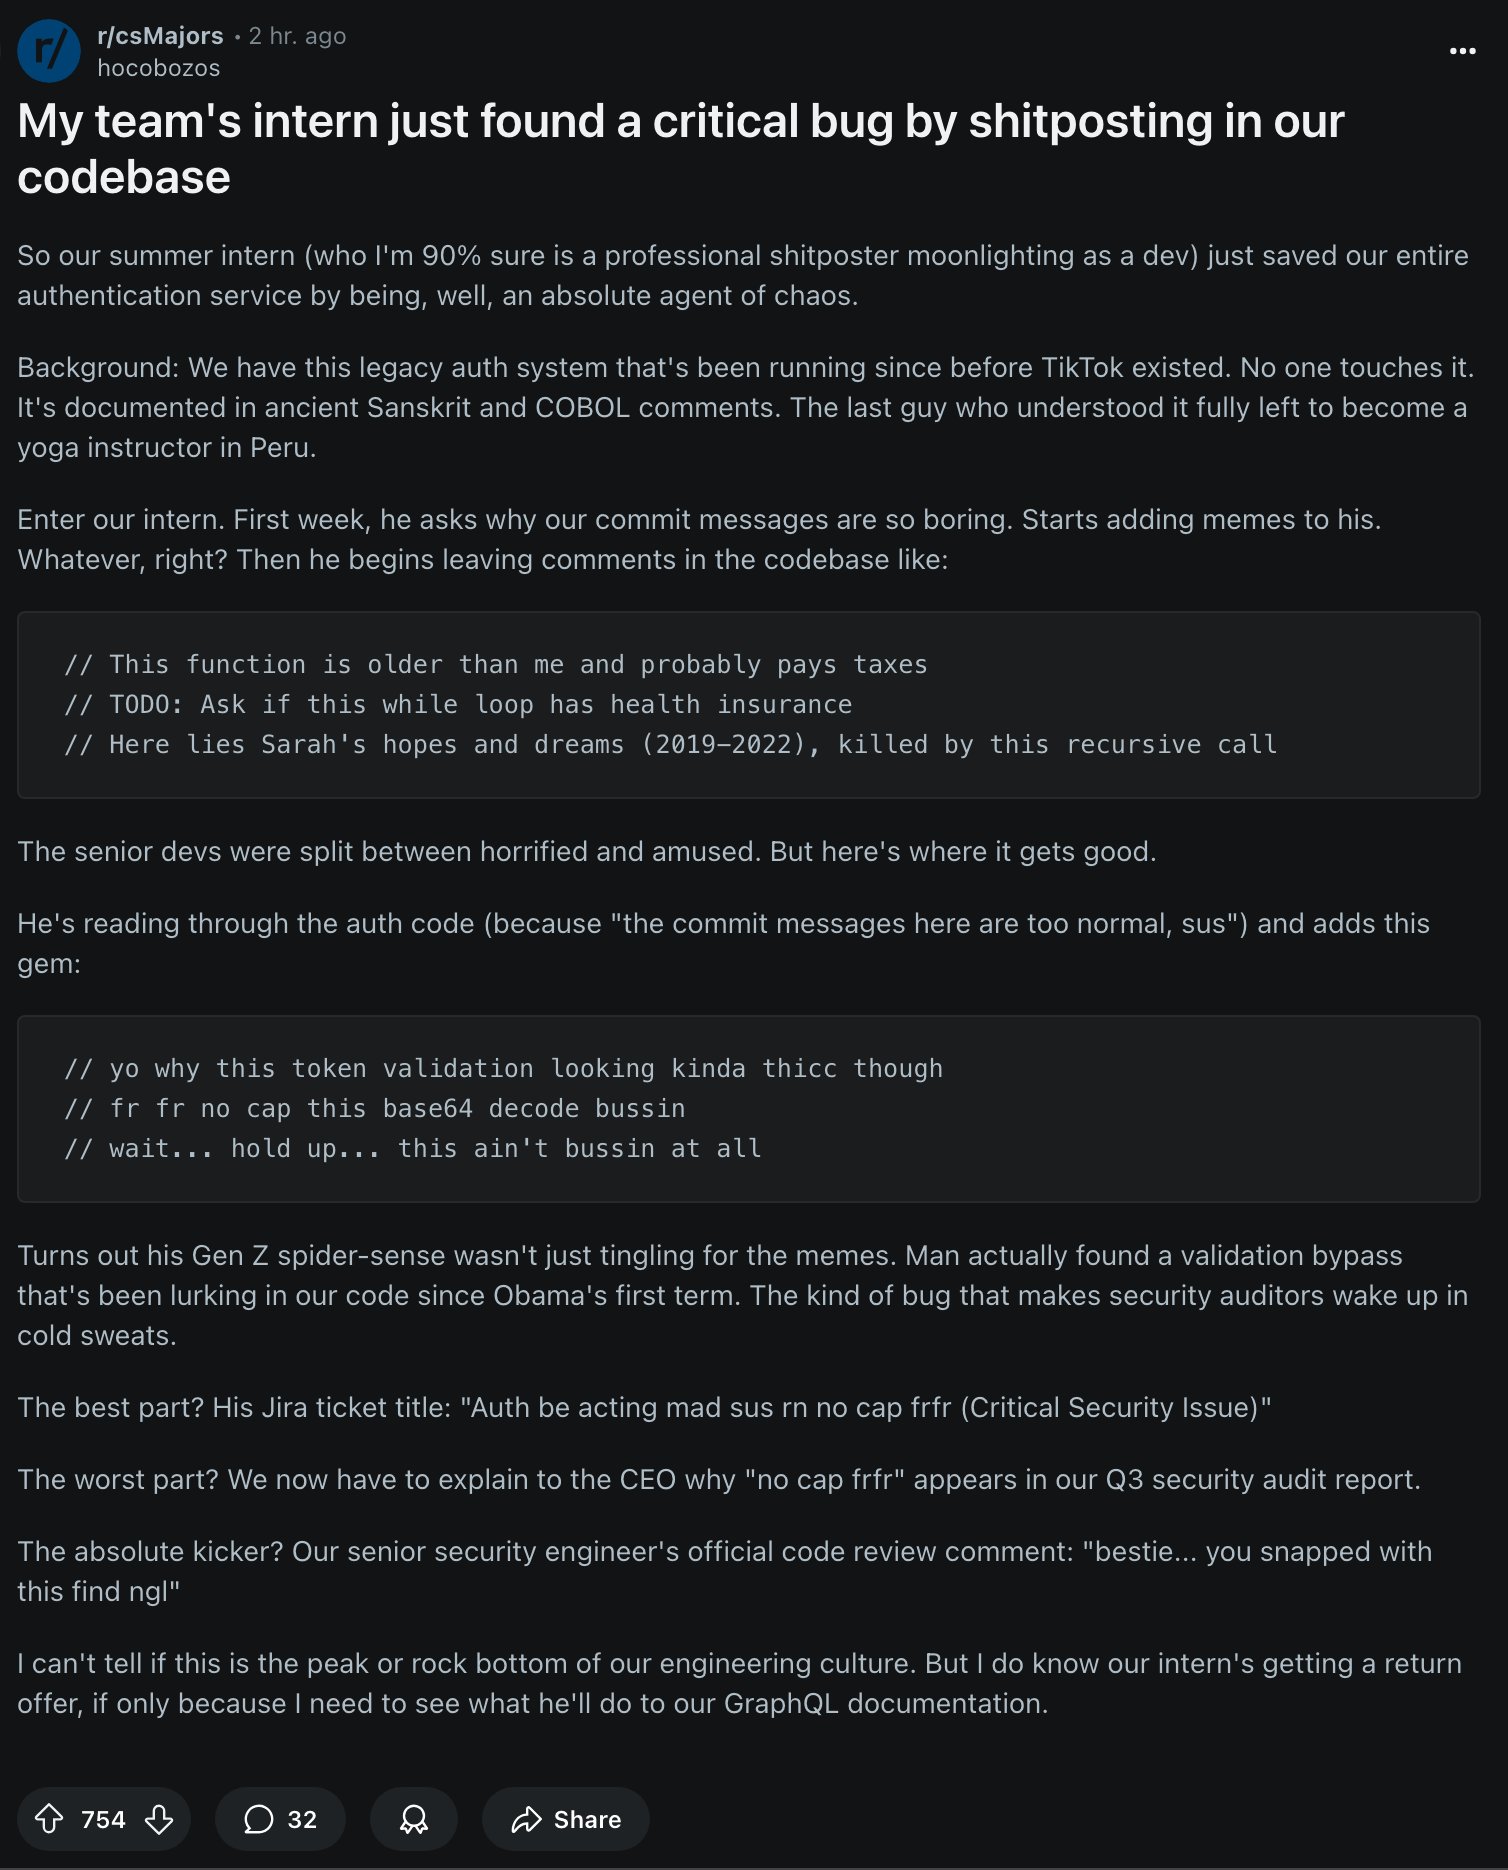 r/csMajors • 2 hr. ago
hocobozos
My team's intern just found a critical bug by shitposting in our
codebase
So our summer intern (who I'm 90% sure is a professional shitposter moonlighting as a dev) just saved our entire
authentication service by being, well, an absolute agent of chaos.
Background: We have this legacy auth system that's been running since before TikTok existed. No one touches it.
It's documented in ancient Sanskrit and COBOL comments. The last guy who understood it fully left to become a
yoga instructor in Peru.
Enter our intern. First week, he asks why our commit messages are so boring. Starts adding memes to his.
Whatever, right? Then he begins leaving comments in the codebase like:
// This function is older than me and probably pays taxes
// TODO: Ask if this while loop has health insurance
// Here lies Sarah's hopes and dreams (2019–2022), killed by this recursive call
The senior devs were split between horrified and amused. But here's where it gets good.
He's reading through the auth code (because "the commit messages here are too normal, sus") and adds this
gem:
// yo why this token validation looking kinda thicc though
// fr fr no cap this base64 decode bussin
// wait... hold up... this ain't bussin at all
Turns out his Gen Z spider-sense wasn't just tingling for the memes. Man actually found a validation bypass
that's been lurking in our code since Obama's first term. The kind of bug that makes security auditors wake up in
cold sweats.
The best part? His Jira ticket title: "Auth be acting mad sus rn no cap frfr (Critical Security Issue)"
The worst part? We now have to explain to the CEO why "no cap frfr" appears in our Q3 security audit report.
The absolute kicker? Our senior security engineer's official code review comment: "bestie... you snapped with
this find ngl"
I can't tell if this is the peak or rock bottom of our engineering culture. But I do know our intern's getting a return
offer, if only because I need to see what he'll do to our GraphQL documentation.
754 32 Share